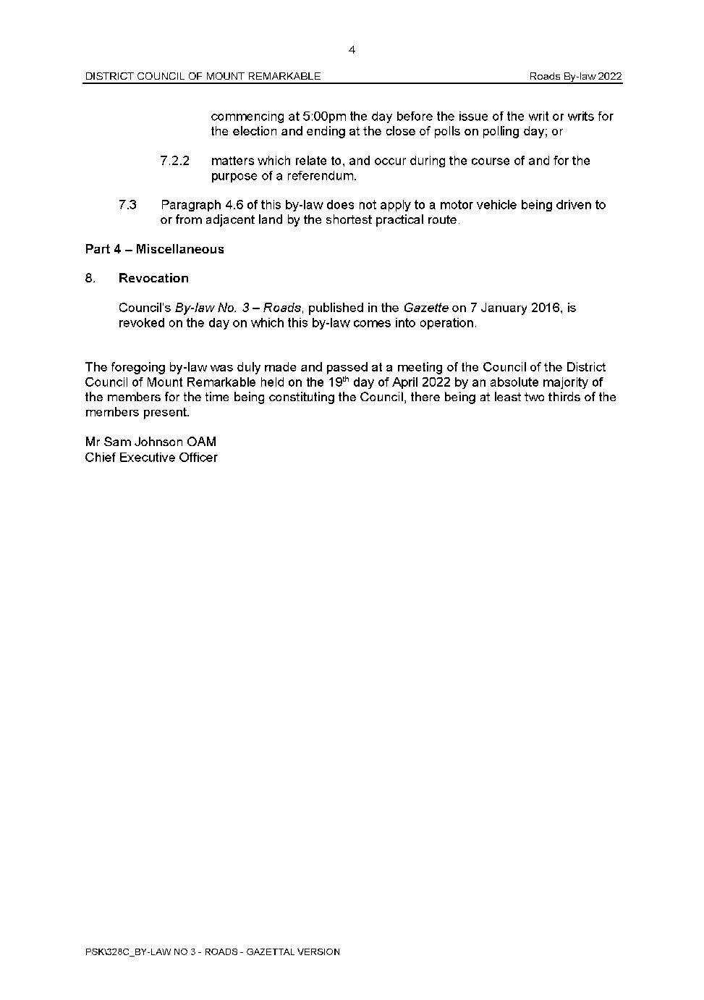 4
DISTRICT COUNCIL OF MOUNT REMARKABLE Roads By-law 2022
commencing at 5:00pm the day before the issue of the writ or writs for
the election and ending at the close of polls on polling day; or
7.2.2 matters which relate to, and occur during the course of and for the
purpose of a referendum.
7.3 Paragraph 4.6 of this by-law does not apply to a motor vehicle being driven to
or from adjacent land by the shortest practical route.
Part 4 – Miscellaneous
8. Revocation
Council's By-law No. 3 – Roads, published in the Gazette on 7 January 2016, is
revoked on the day on which this by-law comes into operation.
The foregoing by-law was duly made and passed at a meeting of the Council of the District
Council of Mount Remarkable held on the 19th day of April 2022 by an absolute majority of
the members for the time being constituting the Council, there being at least two thirds of the
members present.
Mr Sam Johnson OAM
Chief Executive Officer
PSK\328C_BY-LAW NO 3 - ROADS - GAZETTAL VERSION